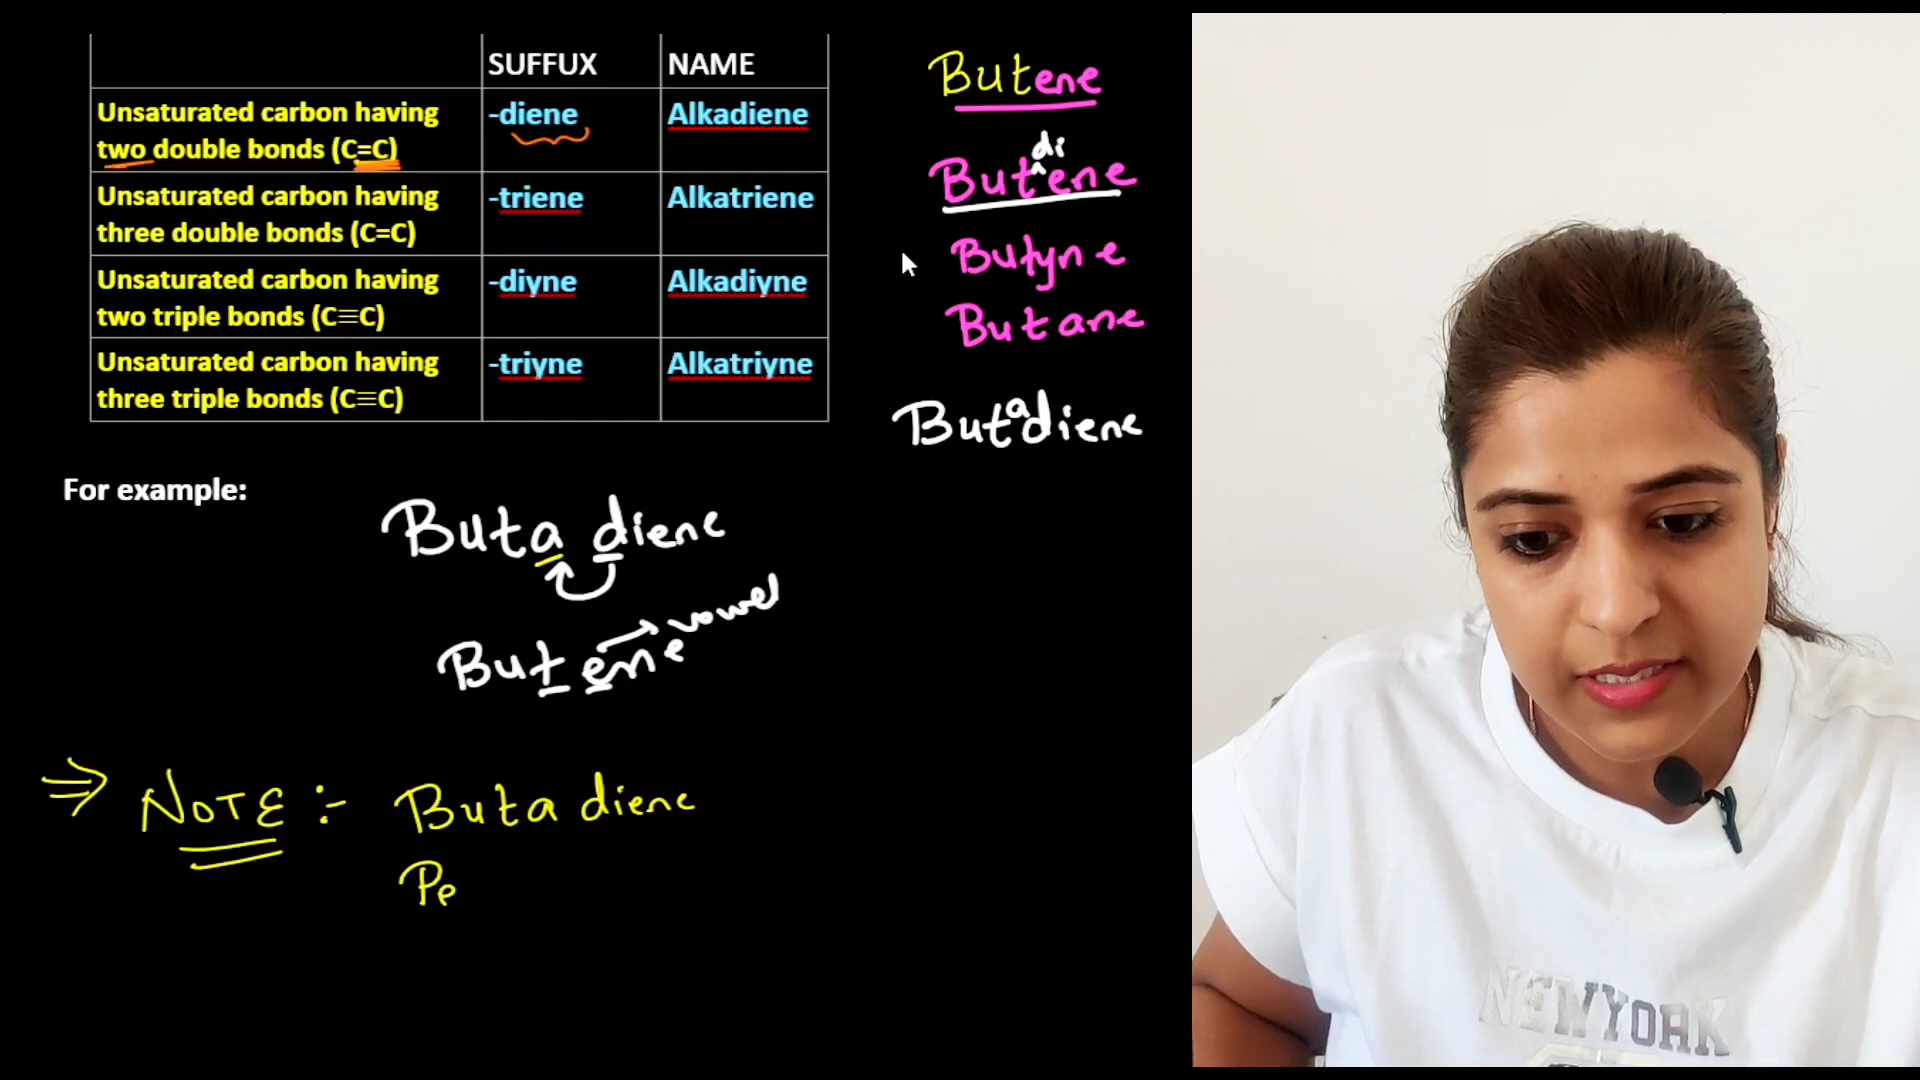 SUFFUX NAME
Unsaturated carbon having two double bonds (C=C) -diene Alkadiene
Unsaturated carbon having three double bonds (C=C) -triene Alkatriene
Unsaturated carbon having two triple bonds (C≡C) -diyne Alkadiyne
Unsaturated carbon having three triple bonds (C≡C) -triyne Alkatriyne
Butene
di
But^ene
Butyne
Butane
Butadiene
For example:
Buta diene
Butene vowel
⇒ NOTE :- Buta diene
Pe
NEWYORK